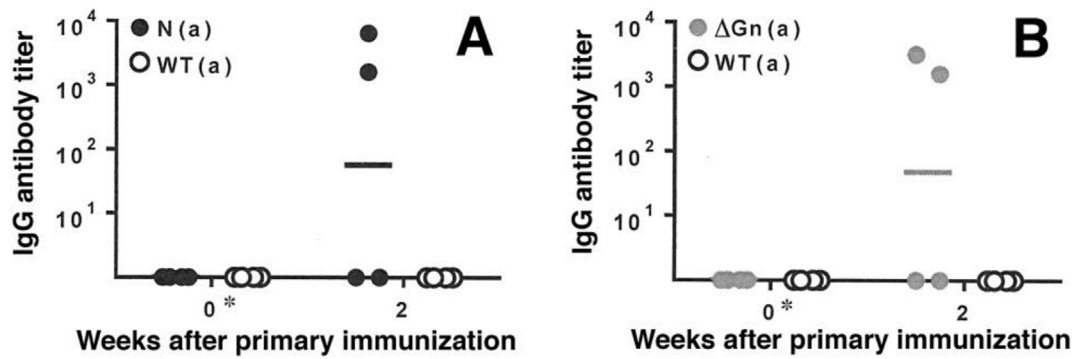 A
N (a)
WT (a)
IgG antibody titer
10⁴
10³
10²
10¹
0 * 2
Weeks after primary immunization
B
ΔGn (a)
WT (a)
IgG antibody titer
10⁴
10³
10²
10¹
0 * 2
Weeks after primary immunization